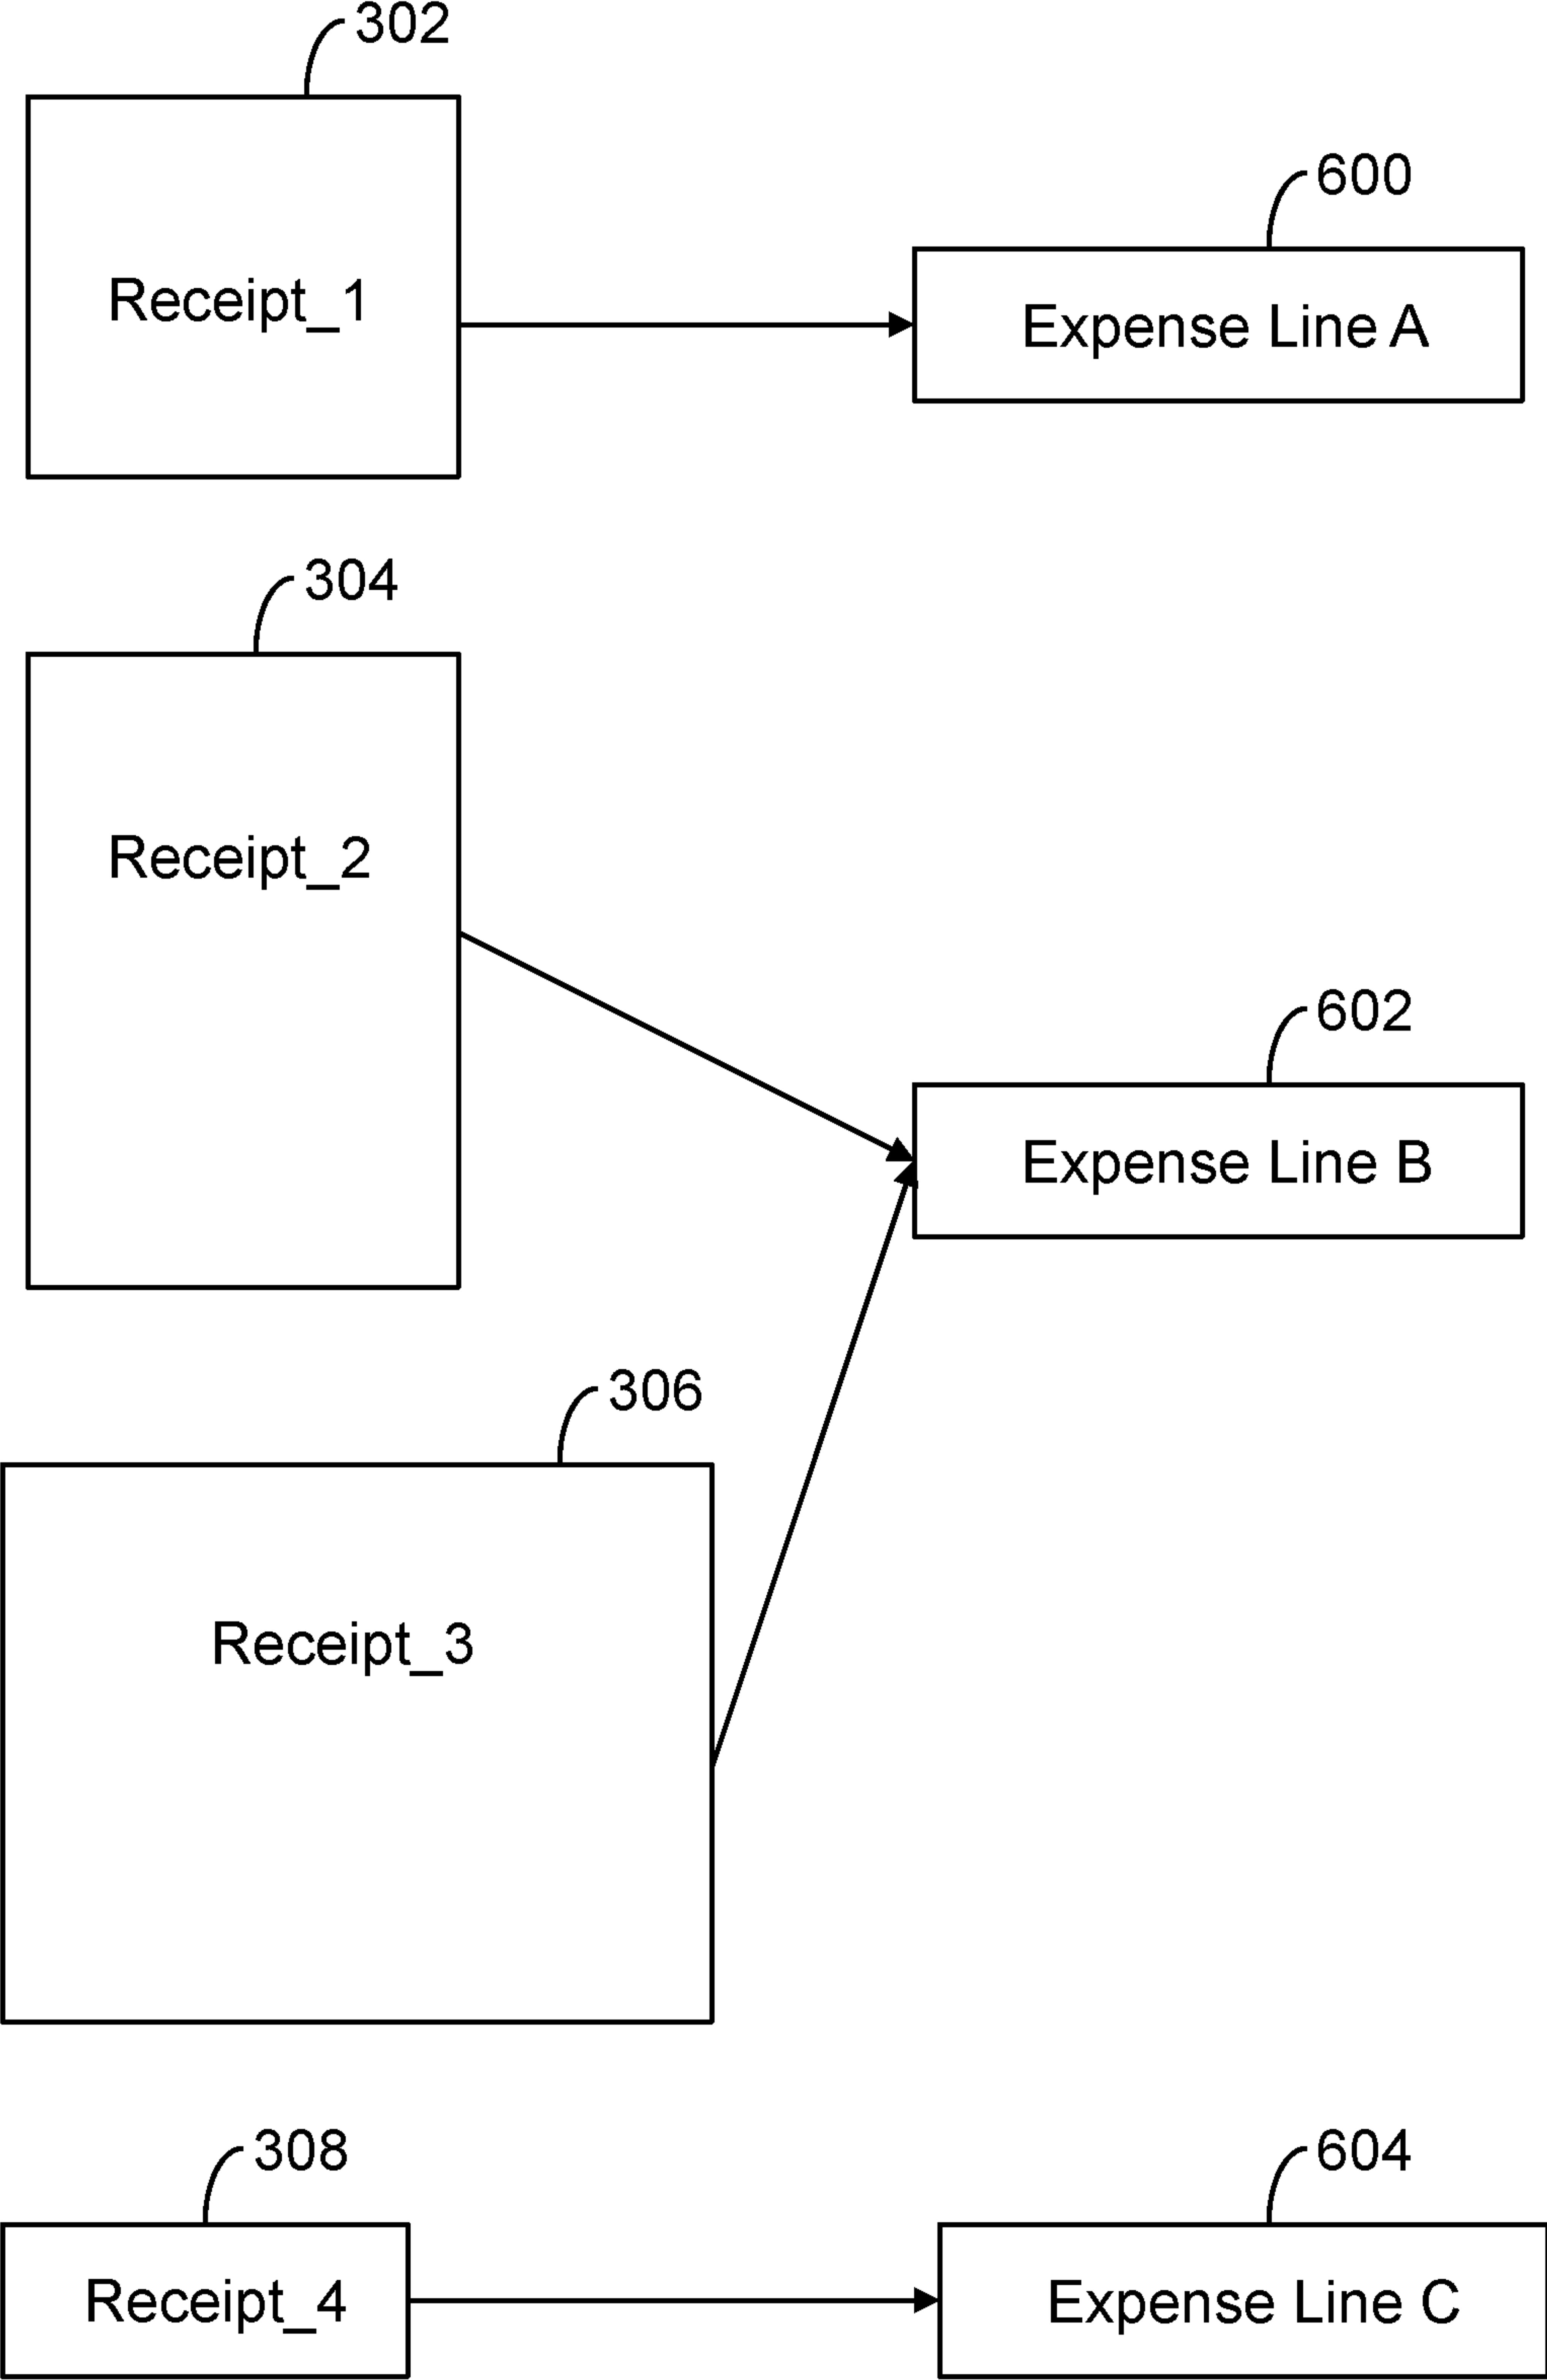 302
600
Receipt_1
Expense Line A
304
Receipt_2
602
Expense Line B
306
Receipt_3
308
604
Receipt_4
Expense Line C